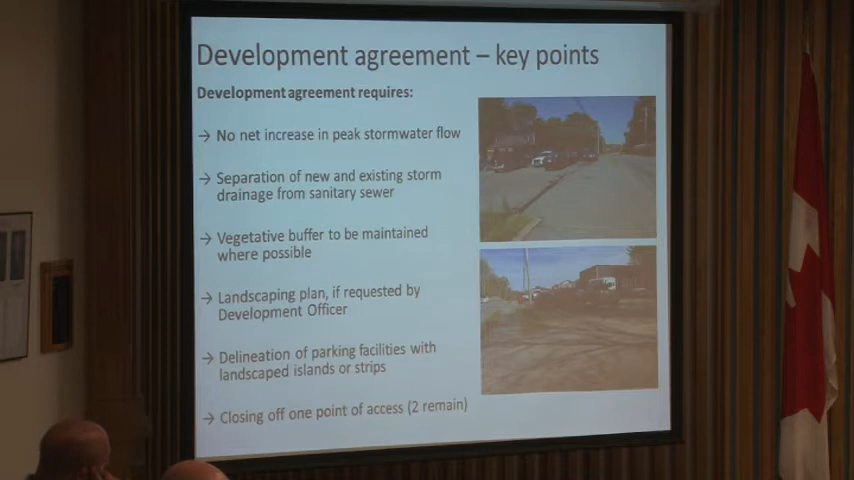 Development agreement – key points
Development agreement requires:
→ No net increase in peak stormwater flow
→ Separation of new and existing storm
drainage from sanitary sewer
→ Vegetative buffer to be maintained
where possible
→ Landscaping plan, if requested by
Development Officer
→ Delineation of parking facilities with
landscaped islands or strips
→ Closing off one point of access (2 remain)